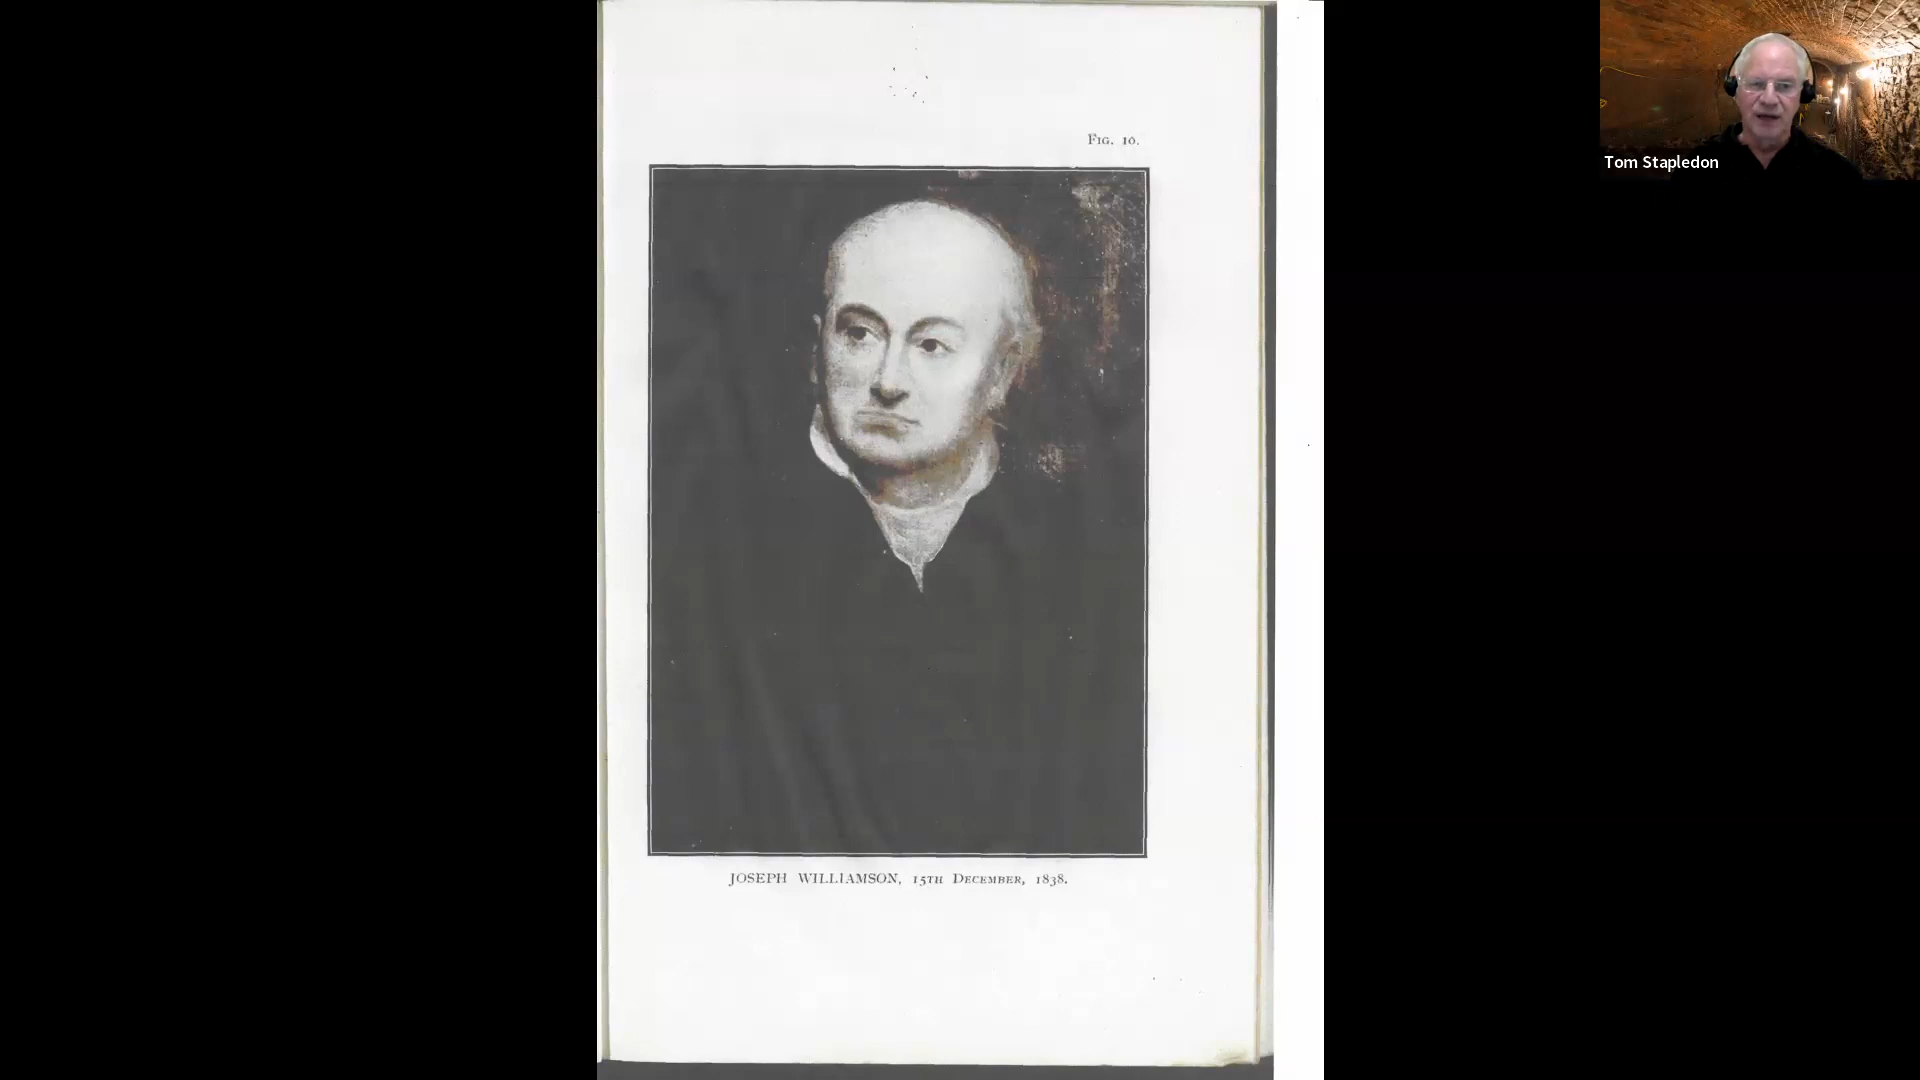 Fig. 10.
Tom Stapledon
JOSEPH WILLIAMSON, 15th December, 1838.